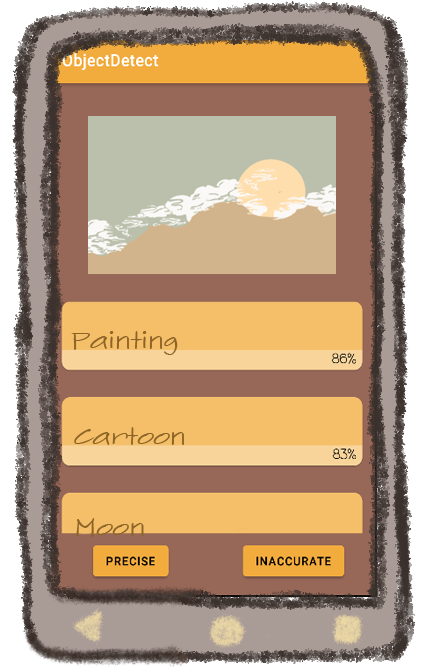 ObjectDetect
Painting
86%
Cartoon
83%
Moon
PRECISE INACCURATE